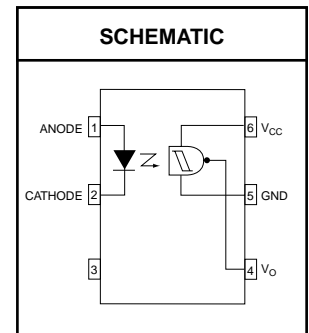 SCHEMATIC
ANODE 1
6 VCC
CATHODE 2
5 GND
3
4 VO